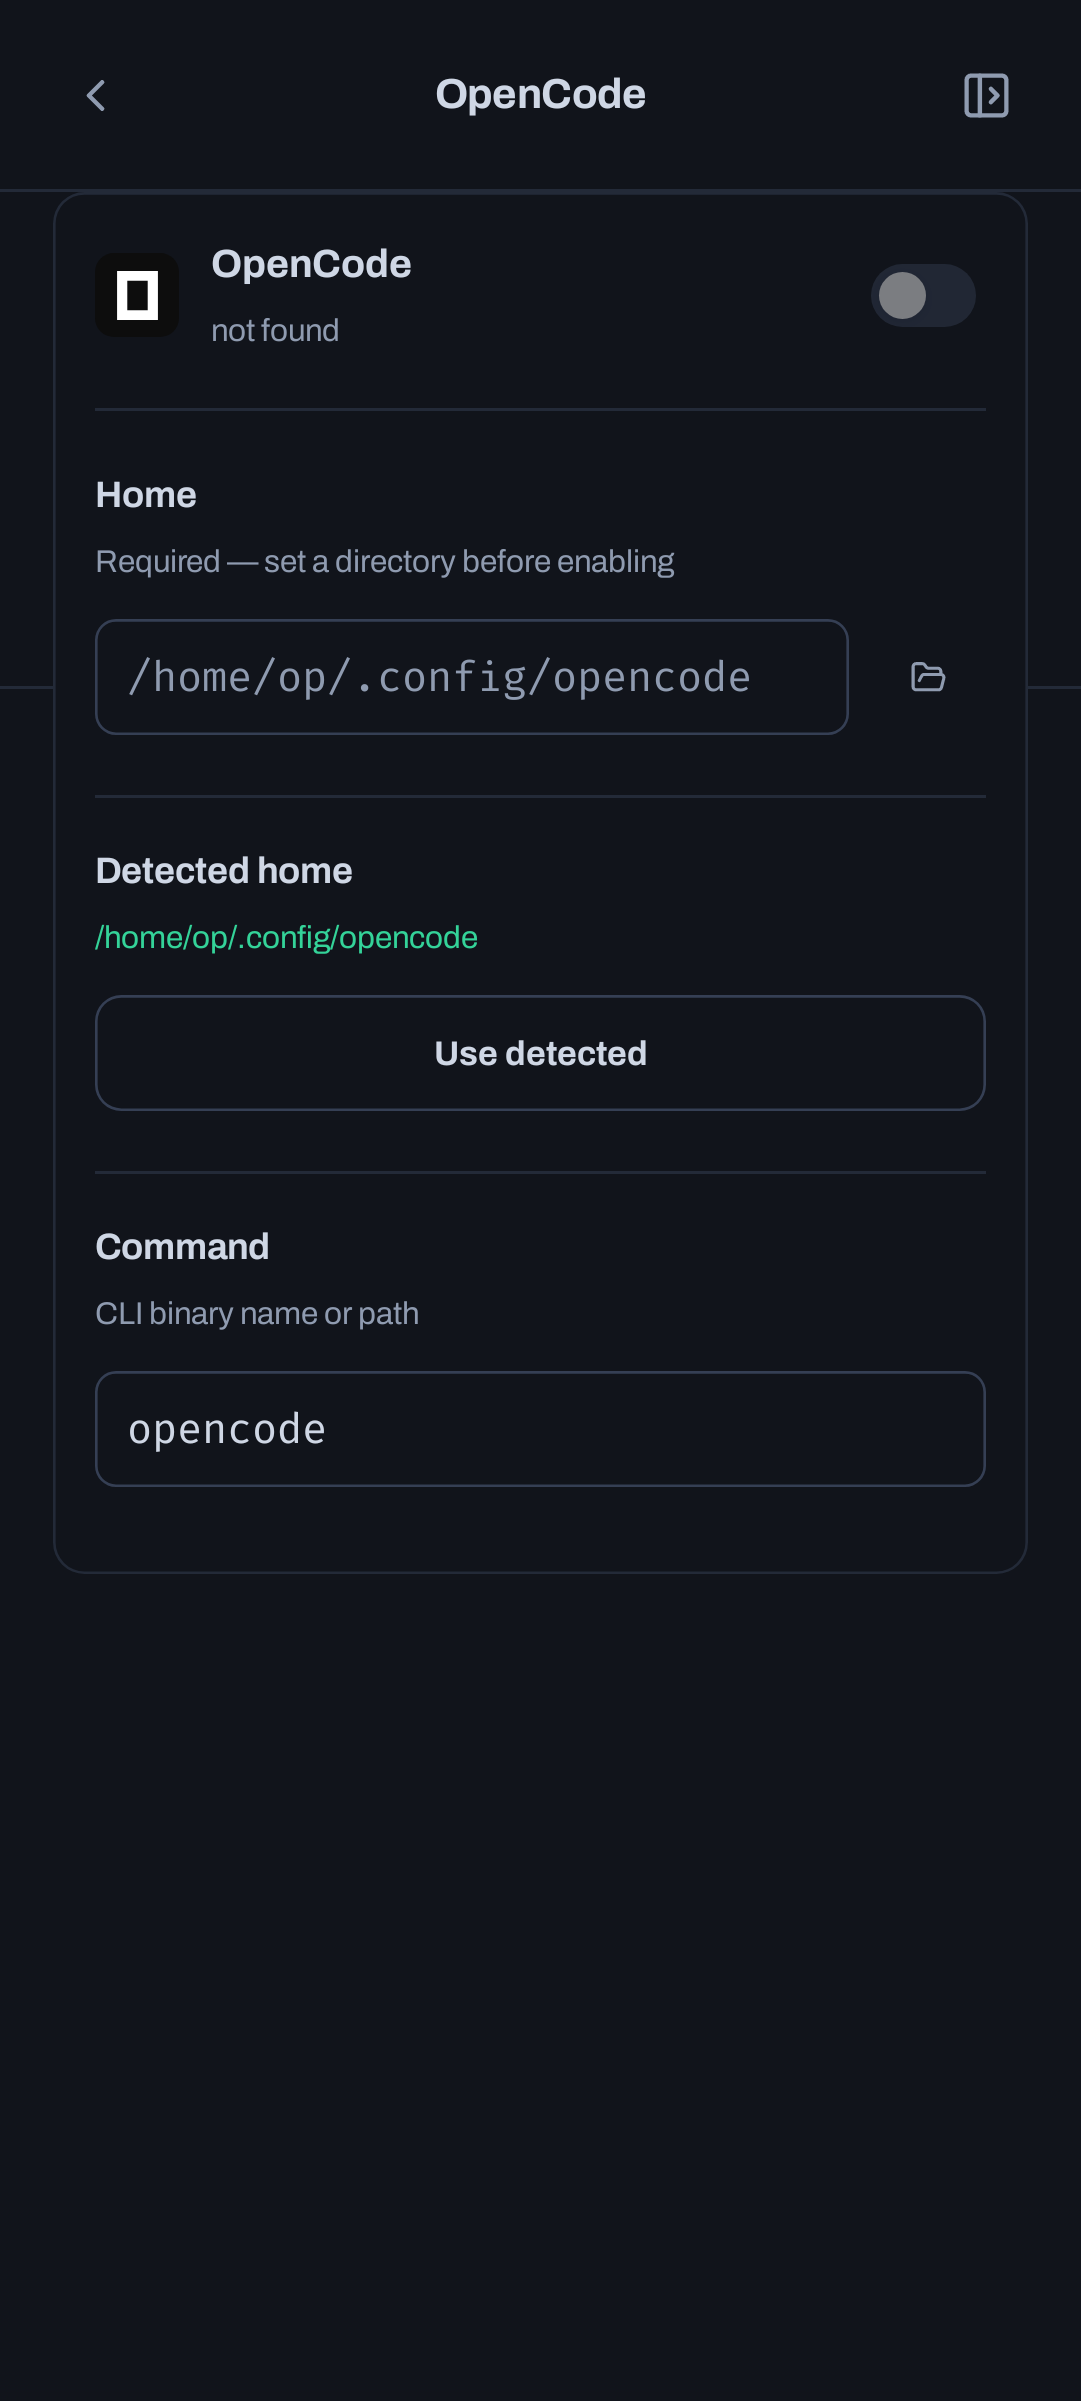 OpenCode
OpenCode
not found
Home
Required — set a directory before enabling
/home/op/.config/opencode
Detected home
/home/op/.config/opencode
Use detected
Command
CLI binary name or path
opencode